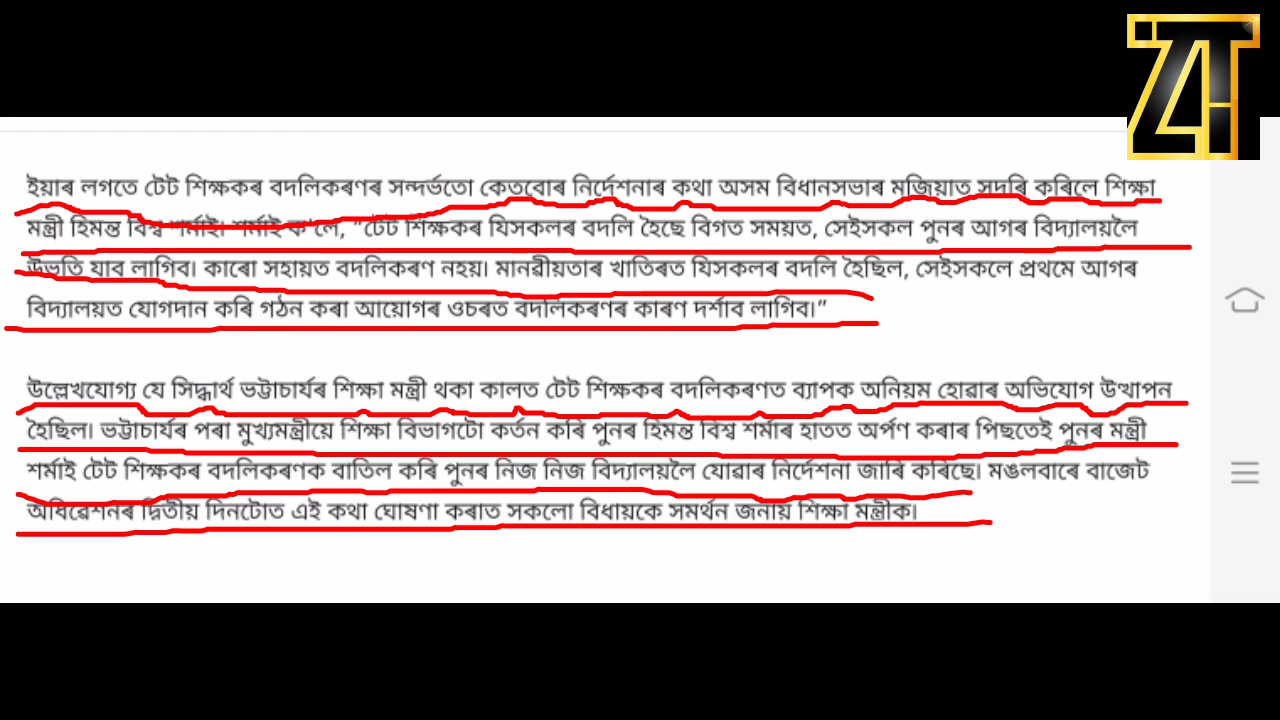 ZT
ইয়াৰ লগতে টেট শিক্ষকৰ বদলিকৰণৰ সন্দৰ্ভতো কেতবোৰ নিৰ্দেশনাৰ কথা অসম বিধানসভাৰ মজিয়াত সদৰি কৰিলে শিক্ষা
মন্ত্ৰী হিমন্ত বিশ্ব শৰ্মাই। শৰ্মাই ক'লে, "টেট শিক্ষকৰ যিসকলৰ বদলি হৈছে বিগত সময়ত, সেইসকল পুনৰ আগৰ বিদ্যালয়লৈ
উভতি যাব লাগিব। কাৰো সহায়ত বদলিকৰণ নহয়। মানৱীয়তাৰ খাতিৰত যিসকলৰ বদলি হৈছিল, সেইসকলে প্ৰথমে আগৰ
বিদ্যালয়ত যোগদান কৰি গঠন কৰা আয়োগৰ ওচৰত বদলিকৰণৰ কাৰণ দৰ্শাব লাগিব।"
উল্লেখযোগ্য যে সিদ্ধাৰ্থ ভট্টাচাৰ্যৰ শিক্ষা মন্ত্ৰী থকা কালত টেট শিক্ষকৰ বদলিকৰণত ব্যাপক অনিয়ম হোৱাৰ অভিযোগ উত্থাপন
হৈছিল। ভট্টাচাৰ্যৰ পৰা মুখ্যমন্ত্ৰীয়ে শিক্ষা বিভাগটো কৰ্তন কৰি পুনৰ হিমন্ত বিশ্ব শৰ্মাৰ হাতত অৰ্পণ কৰাৰ পিছতেই পুনৰ মন্ত্ৰী
শৰ্মাই টেট শিক্ষকৰ বদলিকৰণক বাতিল কৰি পুনৰ নিজ নিজ বিদ্যালয়লৈ যোৱাৰ নিৰ্দেশনা জাৰি কৰিছে। মঙলবাৰে বাজেট
অধিৱেশনৰ দ্বিতীয় দিনটোত এই কথা ঘোষণা কৰাত সকলো বিধায়কে সমৰ্থন জনায় শিক্ষা মন্ত্ৰীক।